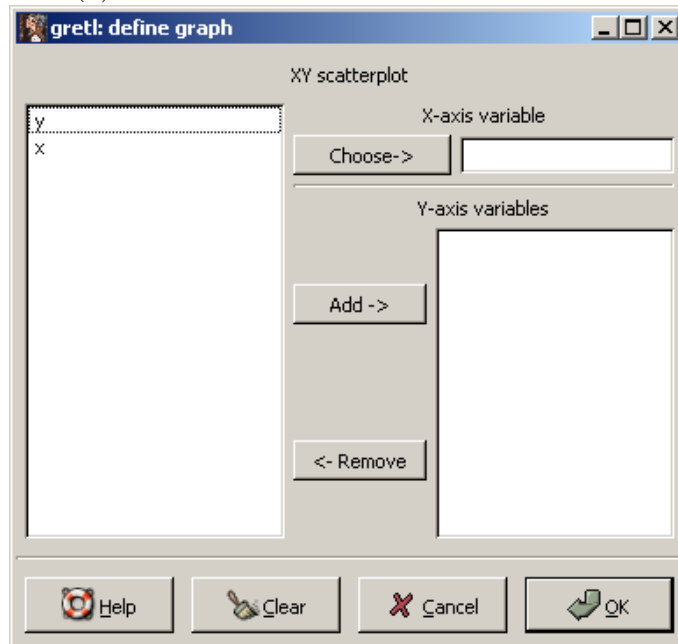 gretl: define graph
XY scatterplot
y
x
X-axis variable
Choose->
Y-axis variables
Add ->
<- Remove
Help
Clear
Cancel
OK